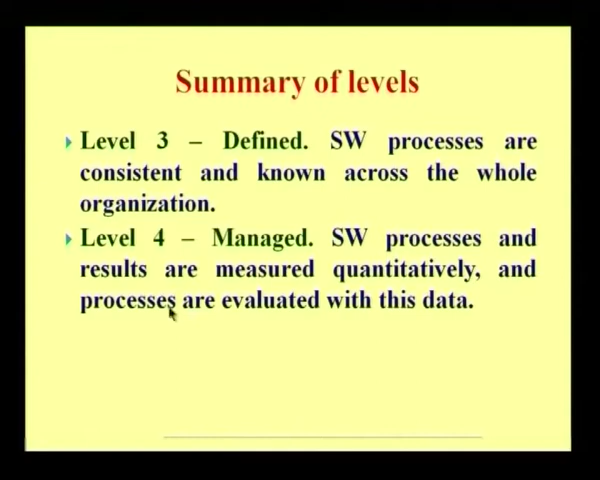 Summary of levels
Level 3 – Defined. SW processes are
consistent and known across the whole
organization.
Level 4 – Managed. SW processes and
results are measured quantitatively, and
processes are evaluated with this data.